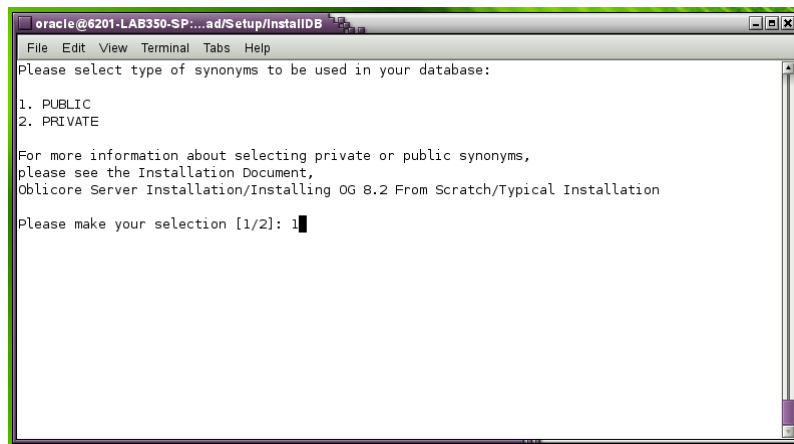 oracle@6201-LAB350-SP:...ad/Setup/InstallDB
File Edit View Terminal Tabs Help
Please select type of synonyms to be used in your database:
1. PUBLIC
2. PRIVATE
For more information about selecting private or public synonyms,
please see the Installation Document,
Oblicore Server Installation/Installing OG 8.2 From Scratch/Typical Installation
Please make your selection [1/2]: 1